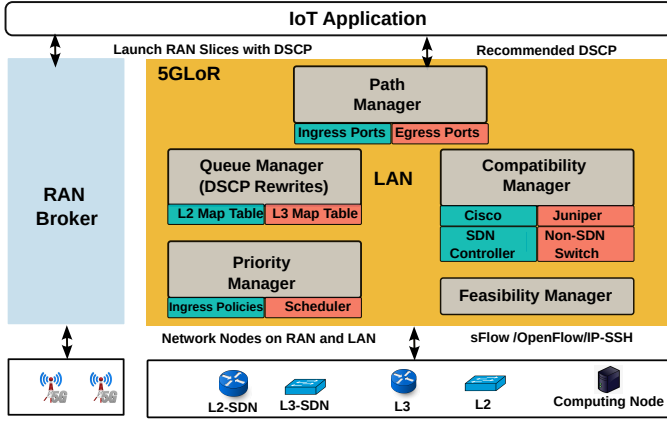 IoT Application
Launch RAN Slices with DSCP
Recommended DSCP
5GLoR
Path
Manager
Ingress Ports
Egress Ports
LAN
Queue Manager
(DSCP Rewrites)
L2 Map Table
L3 Map Table
Compatibility
Manager
Cisco
Juniper
SDN
Controller
Non-SDN
Switch
RAN
Broker
Priority
Manager
Ingress Policies
Scheduler
Feasibility Manager
Network Nodes on RAN and LAN
sFlow /OpenFlow/IP-SSH
5G
5G
L2-SDN
L3-SDN
L3
L2
Computing Node